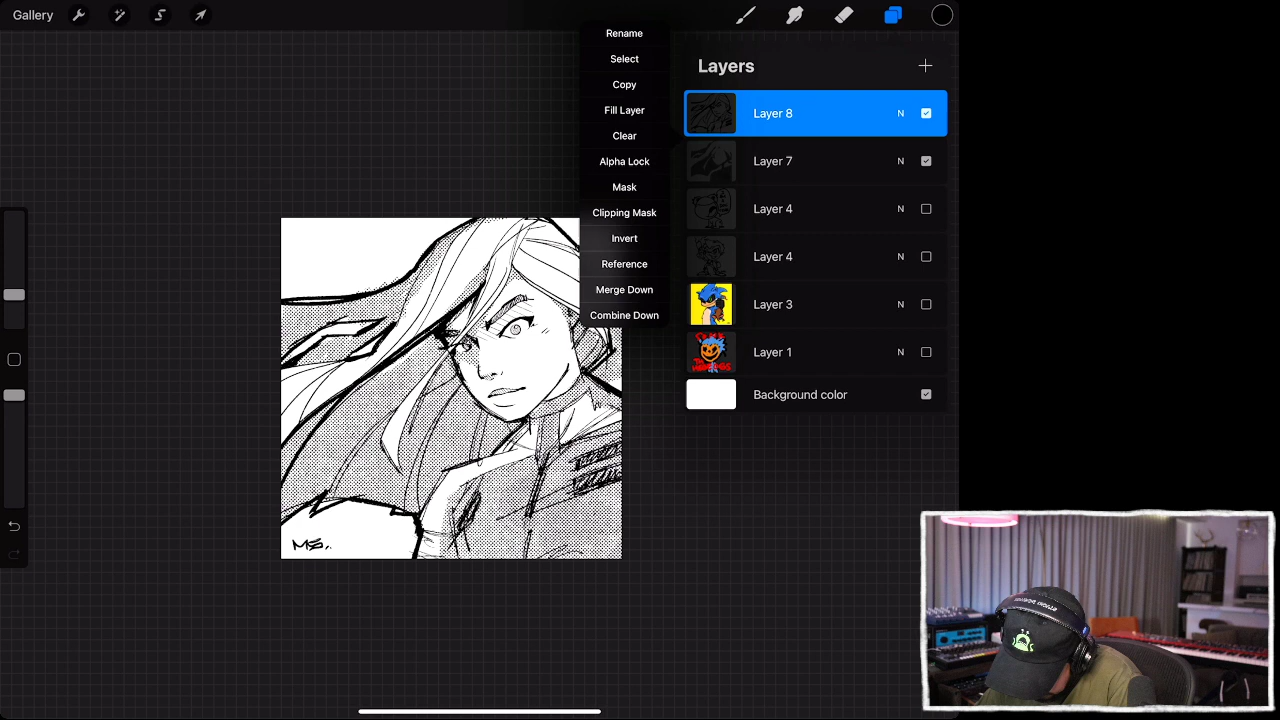 Gallery
Rename
Select
Copy
Fill Layer
Clear
Alpha Lock
Mask
Clipping Mask
Invert
Reference
Merge Down
Combine Down
Layers
Layer 8 N
Layer 7 N
Layer 4 N
Layer 4 N
Layer 3 N
Layer 1 N
Background color